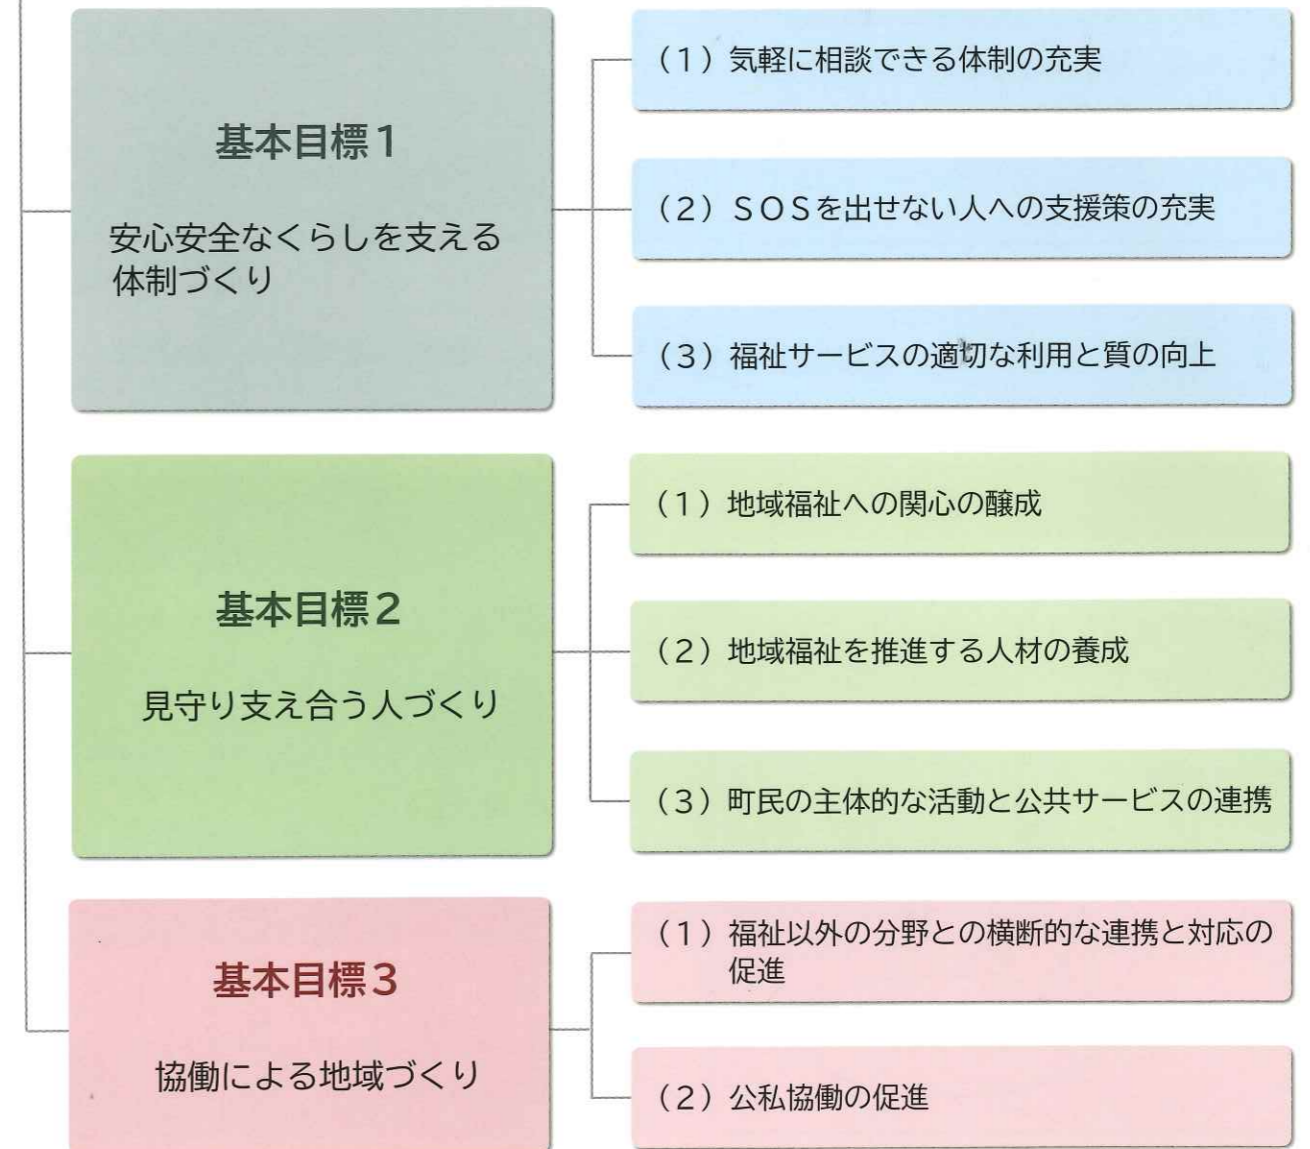 基本目標1
安心安全なくらしを支える
体制づくり
(1)気軽に相談できる体制の充実
(2)SOSを出せない人への支援策の充実
(3)福祉サービスの適切な利用と質の向上
基本目標2
見守り支え合う人づくり
(1)地域福祉への関心の醸成
(2)地域福祉を推進する人材の養成
(3)町民の主体的な活動と公共サービスの連携
基本目標3
協働による地域づくり
(1)福祉以外の分野との横断的な連携と対応の
促進
(2)公私協働の促進